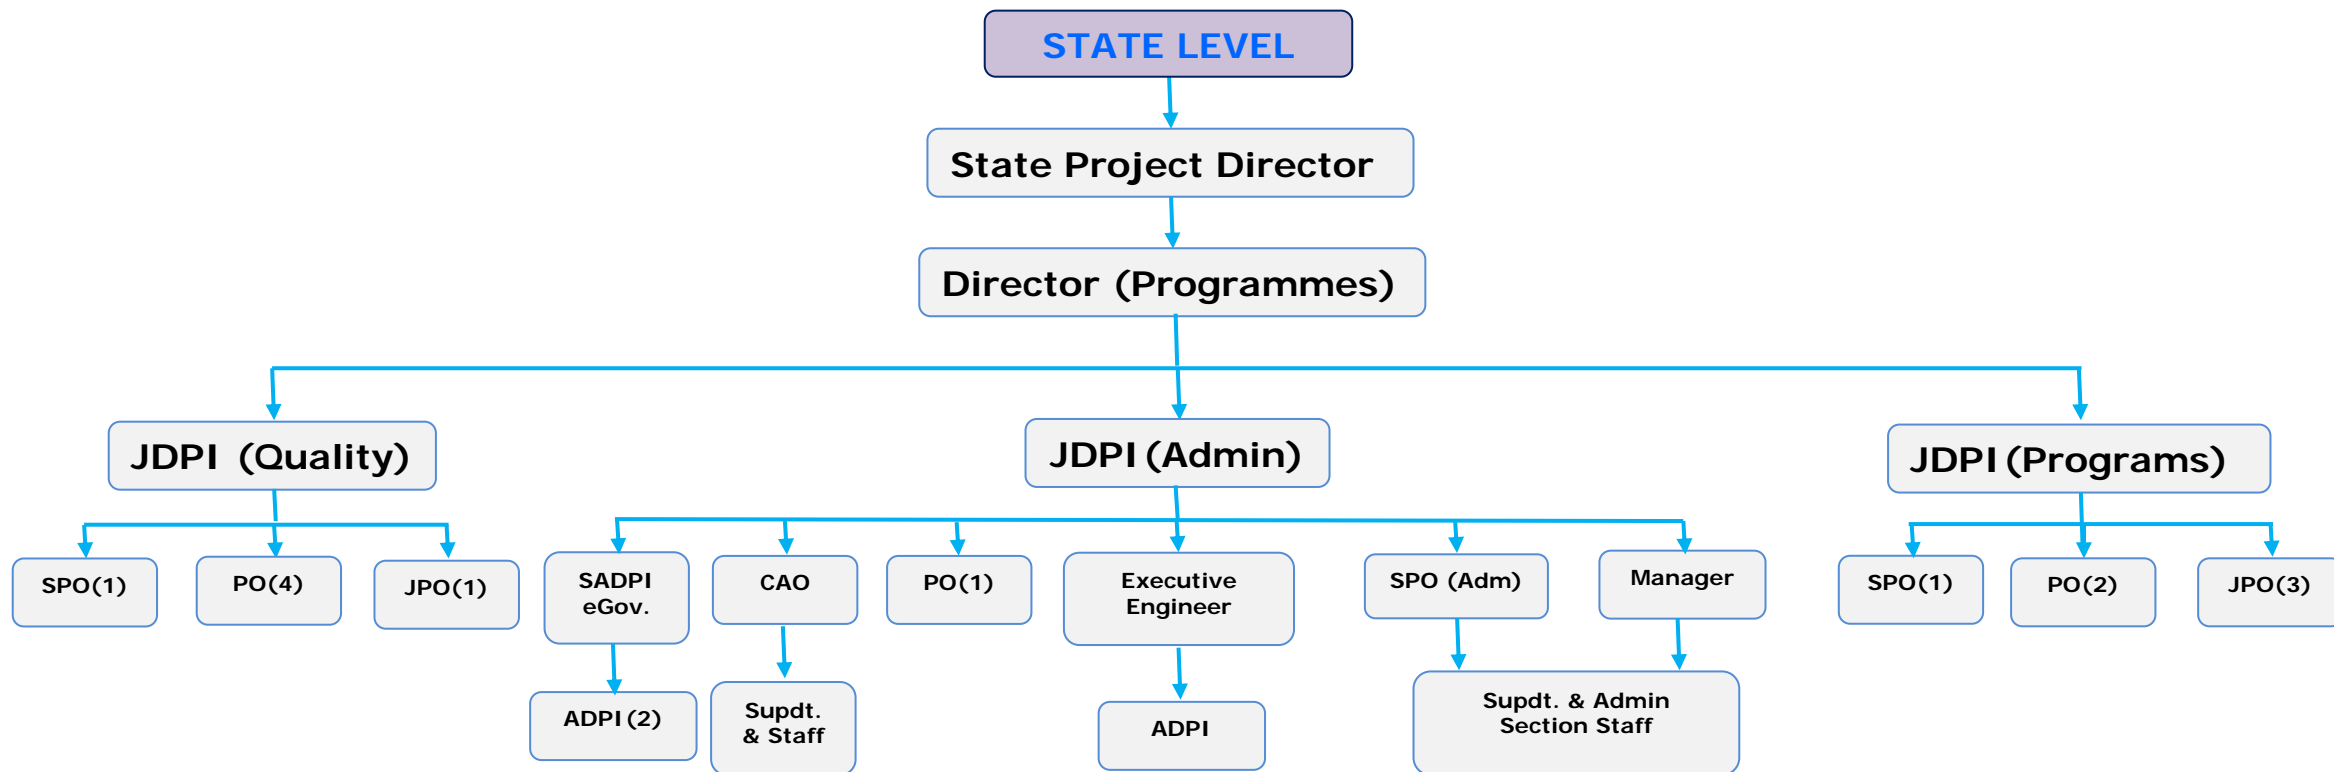 STATE LEVEL
State Project Director
Director (Programmes)
JDPI (Quality)
JDPI (Admin)
JDPI (Programs)
SPO(1)
PO(4)
JPO(1)
SADPI
eGov.
CAO
PO(1)
Executive
Engineer
SPO (Adm)
Manager
SPO(1)
PO(2)
JPO(3)
ADPI (2)
Supdt.
& Staff
ADPI
Supdt. & Admin
Section Staff